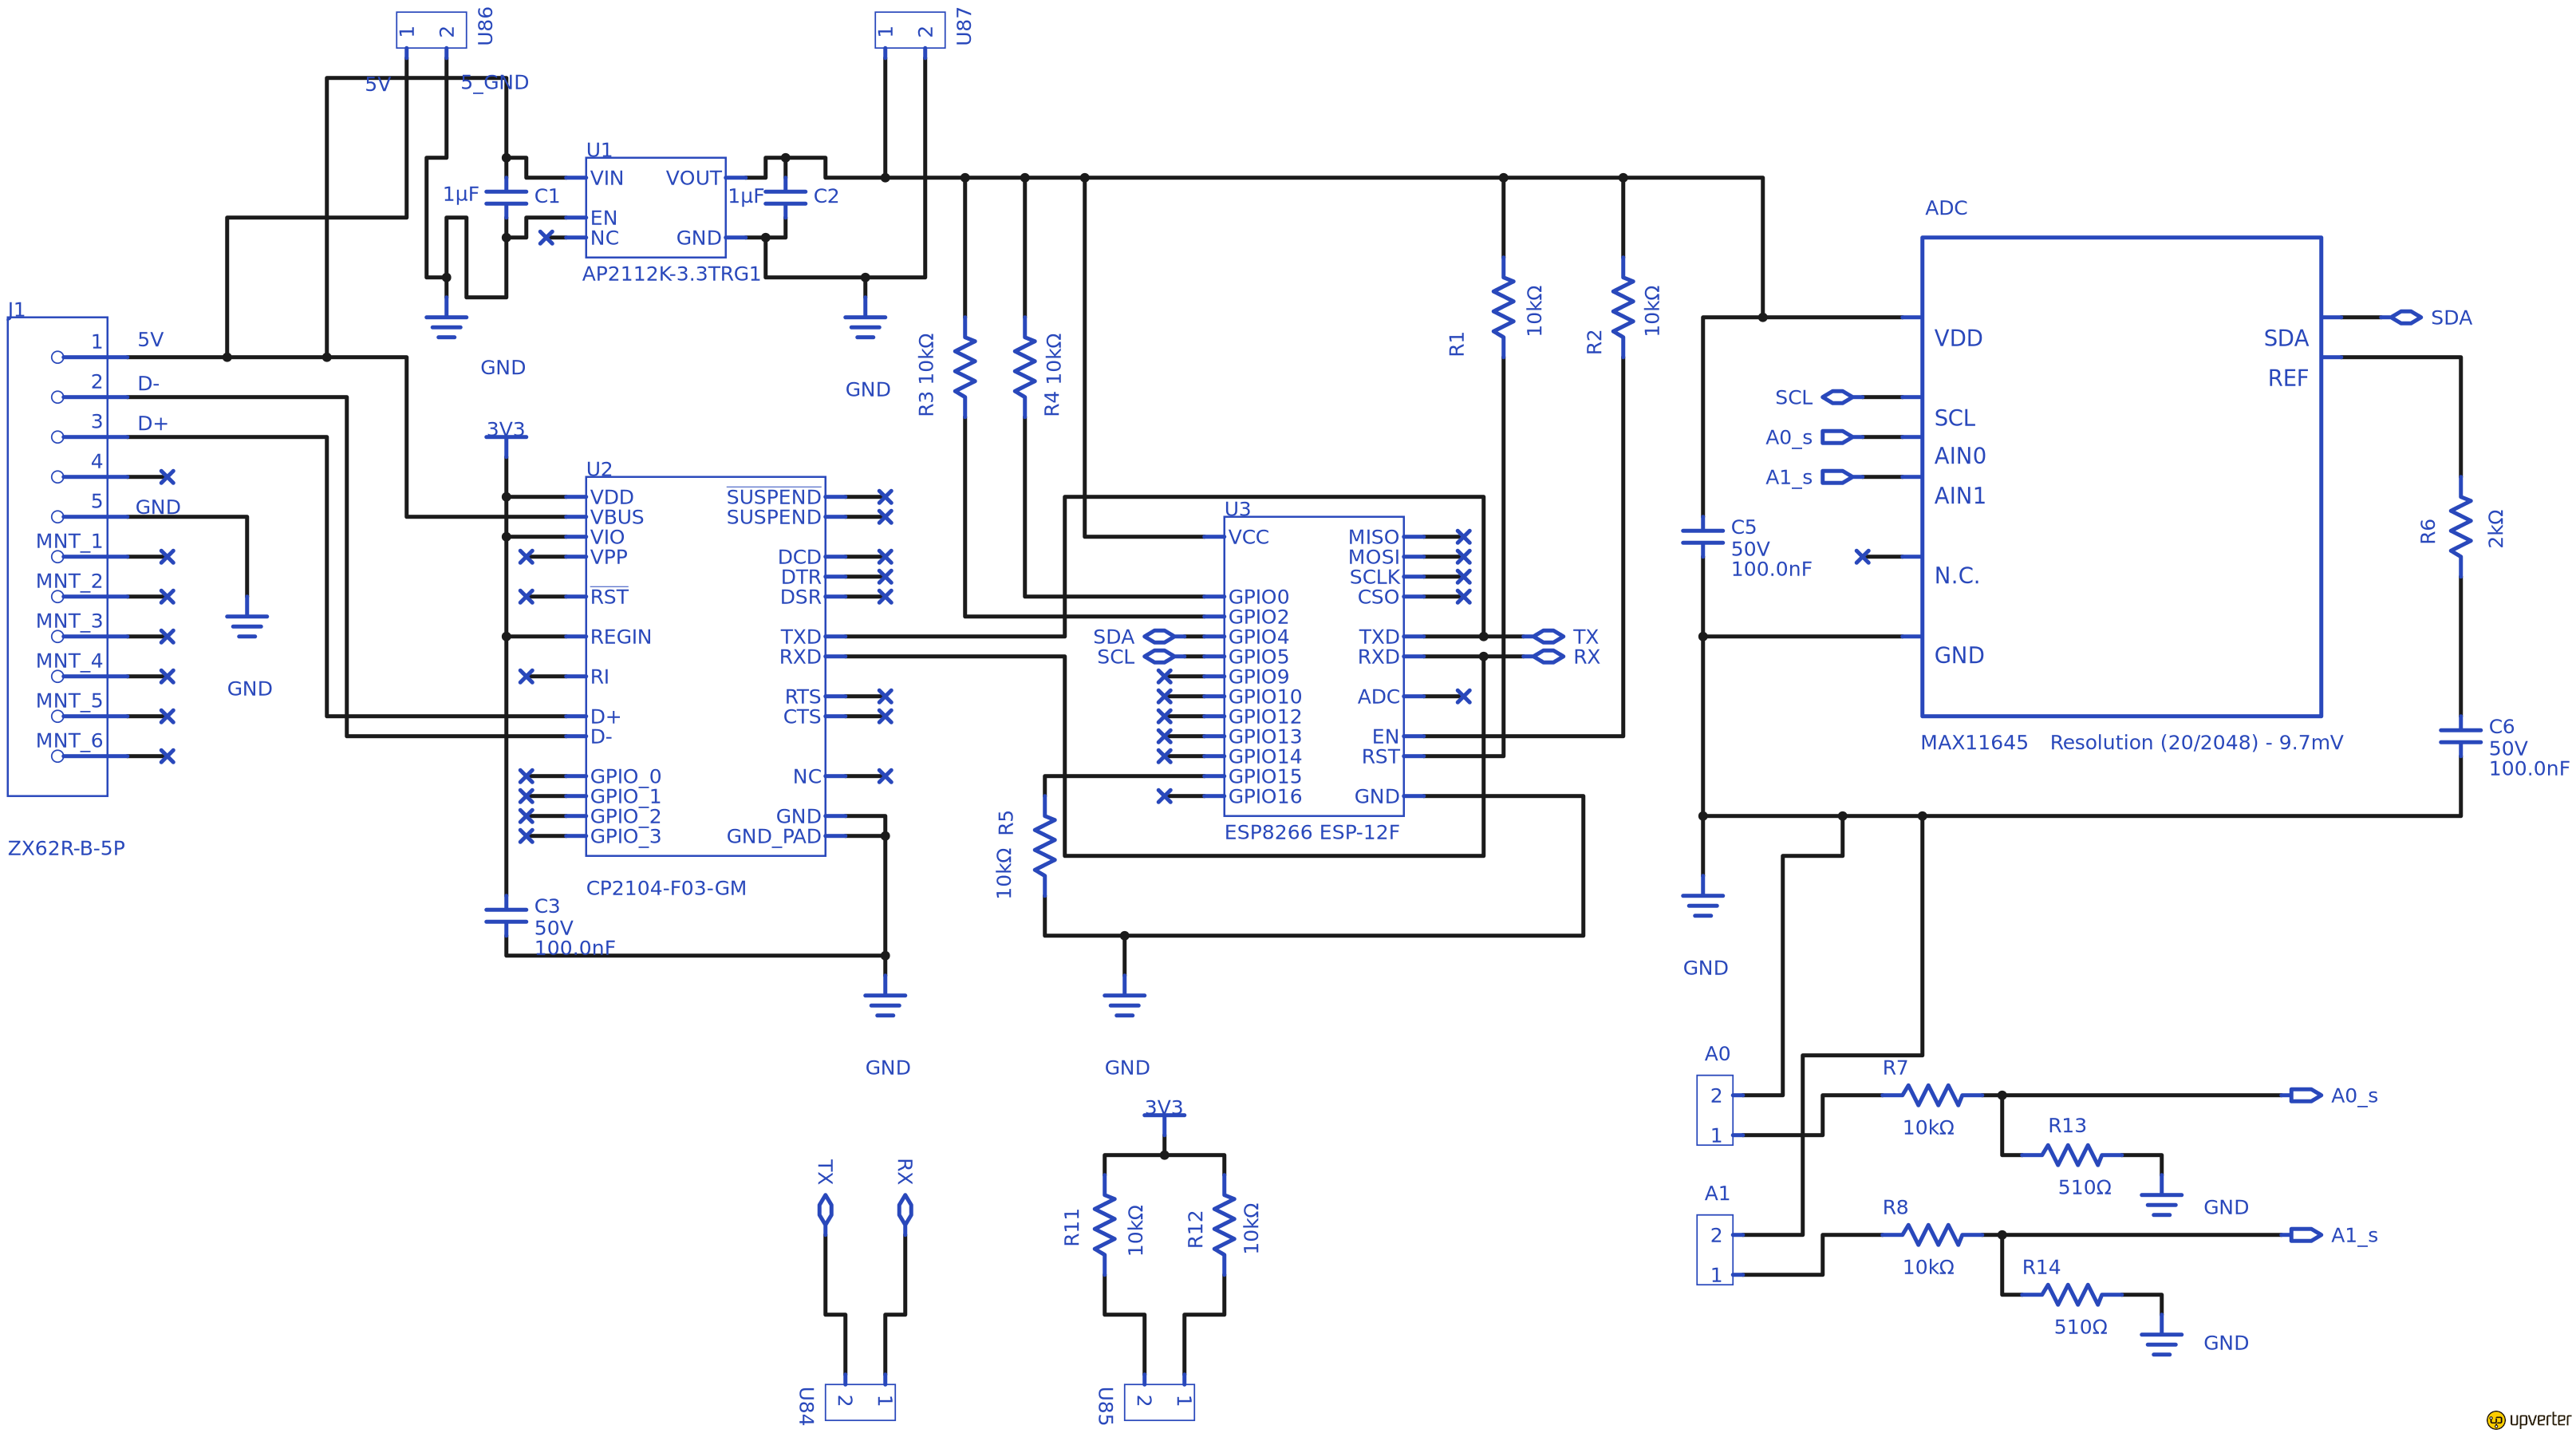 1
2
U86
5V
5_GND
1
2
U87
U1
VIN
EN
NC
VOUT
GND
AP2112K-3.3TRG1
1µF
C1
1µF
C2
GND
GND
J1
1
2
3
4
5
MNT_1
MNT_2
MNT_3
MNT_4
MNT_5
MNT_6
5V
D-
D+
GND
ZX62R-B-5P
GND
3V3
U2
VDD
VBUS
VIO
VPP
RST
REGIN
RI
D+
D-
GPIO_0
GPIO_1
GPIO_2
GPIO_3
SUSPEND
SUSPEND
DCD
DTR
DSR
TXD
RXD
RTS
CTS
NC
GND
GND_PAD
CP2104-F03-GM
C3
50V
100.0nF
GND
R3 10kΩ
R4 10kΩ
R1
10kΩ
R2
10kΩ
U3
VCC
GPIO0
GPIO2
GPIO4
GPIO5
GPIO9
GPIO10
GPIO12
GPIO13
GPIO14
GPIO15
GPIO16
MISO
MOSI
SCLK
CSO
TXD
RXD
ADC
EN
RST
GND
ESP8266 ESP-12F
SDA
SCL
TX
RX
10kΩ R5
GND
ADC
VDD
SCL
AIN0
AIN1
N.C.
GND
SDA
REF
SCL
A0_s
A1_s
SDA
MAX11645 Resolution (20/2048) - 9.7mV
C5
50V
100.0nF
R6
2kΩ
C6
50V
100.0nF
GND
A0
2
1
R7
10kΩ
A0_s
R13
510Ω
GND
A1
2
1
R8
10kΩ
A1_s
R14
510Ω
GND
TX
RX
U84
2
1
3V3
R11
10kΩ
R12
10kΩ
U85
2
1
upverter